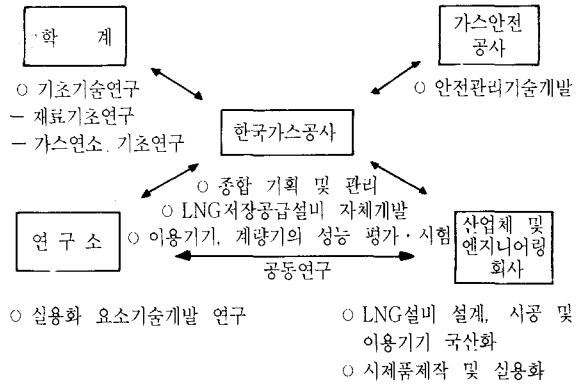 학 계
가스안전
공사
○ 기초기술연구
— 재료기초연구
— 가스연소. 기초연구
○ 안전관리기술개발
한국가스공사
○ 종합 기획 및 관리
○ LNG저장공급설비 자체개발
○ 이용기기, 계량기의 성능 평가·시험
연 구 소
공동연구
산업체 및
엔지니어링
회사
○ 실용화 요소기술개발 연구
○ LNG설비 설계, 시공 및
이용기기 국산화
○ 시제품제작 및 실용화